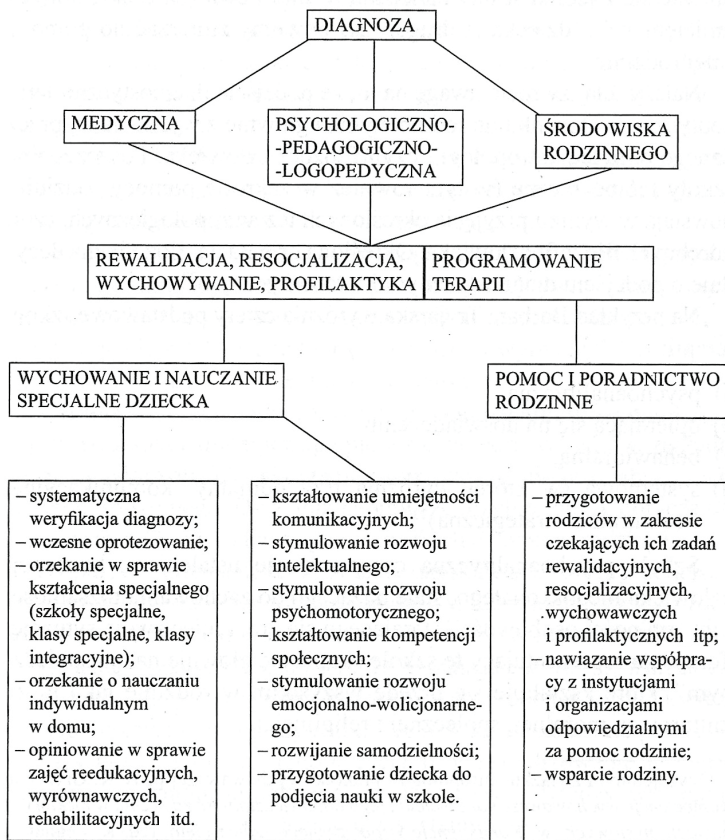 DIAGNOZA
MEDYCZNA
PSYCHOLOGICZNO-
-PEDAGOGICZNO-
-LOGOPEDYCZNA
ŚRODOWISKA
RODZINNEGO
REWALIDACJA, RESOCJALIZACJA,
WYCHOWYWANIE, PROFILAKTYKA
PROGRAMOWANIE
TERAPII
WYCHOWANIE I NAUCZANIE
SPECJALNE DZIECKA
POMOC I PORADNICTWO
RODZINNE
– systematyczna
weryfikacja diagnozy;
– wczesne oprotezowanie;
– orzekanie w sprawie
kształcenia specjalnego
(szkoły specjalne,
klasy specjalne, klasy
integracyjne);
– orzekanie o nauczaniu
indywidualnym
w domu;
– opiniowanie w sprawie
zajęć reedukacyjnych,
wyrównawczych,
rehabilitacyjnych itd.
– kształtowanie umiejętności
komunikacyjnych;
– stymulowanie rozwoju
intelektualnego;
– stymulowanie rozwoju
psychomotorycznego;
– kształtowanie kompetencji
społecznych;
– stymulowanie rozwoju
emocjonalno-wolicjonarne-
go;
– rozwijanie samodzielności;
– przygotowanie dziecka do
podjęcia nauki w szkole.
– przygotowanie
rodziców w zakresie
czekających ich zadań
rewalidacyjnych,
resocjalizacyjnych,
wychowawczych
i profilaktycznych itp;
– nawiązanie współpra-
cy z instytucjami
i organizacjami
odpowiedzialnymi
za pomoc rodzinie;
– wsparcie rodziny.